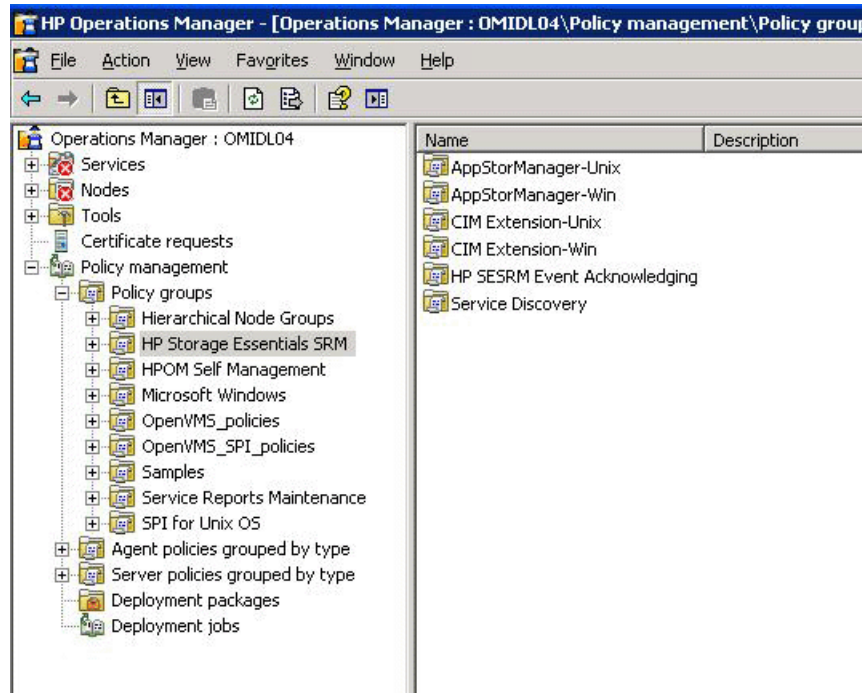 HP Operations Manager - [Operations Manager : OMIDL04\Policy management\Policy group
File Action View Favorites Window Help
Operations Manager : OMIDL04
Services
Nodes
Tools
Certificate requests
Policy management
Policy groups
Hierarchical Node Groups
HP Storage Essentials SRM
HPOM Self Management
Microsoft Windows
OpenVMS_policies
OpenVMS_SPI_policies
Samples
Service Reports Maintenance
SPI for Unix OS
Agent policies grouped by type
Server policies grouped by type
Deployment packages
Deployment jobs
Name Description
AppStorManager-Unix
AppStorManager-Win
CIM Extension-Unix
CIM Extension-Win
HP SESRM Event Acknowledging
Service Discovery